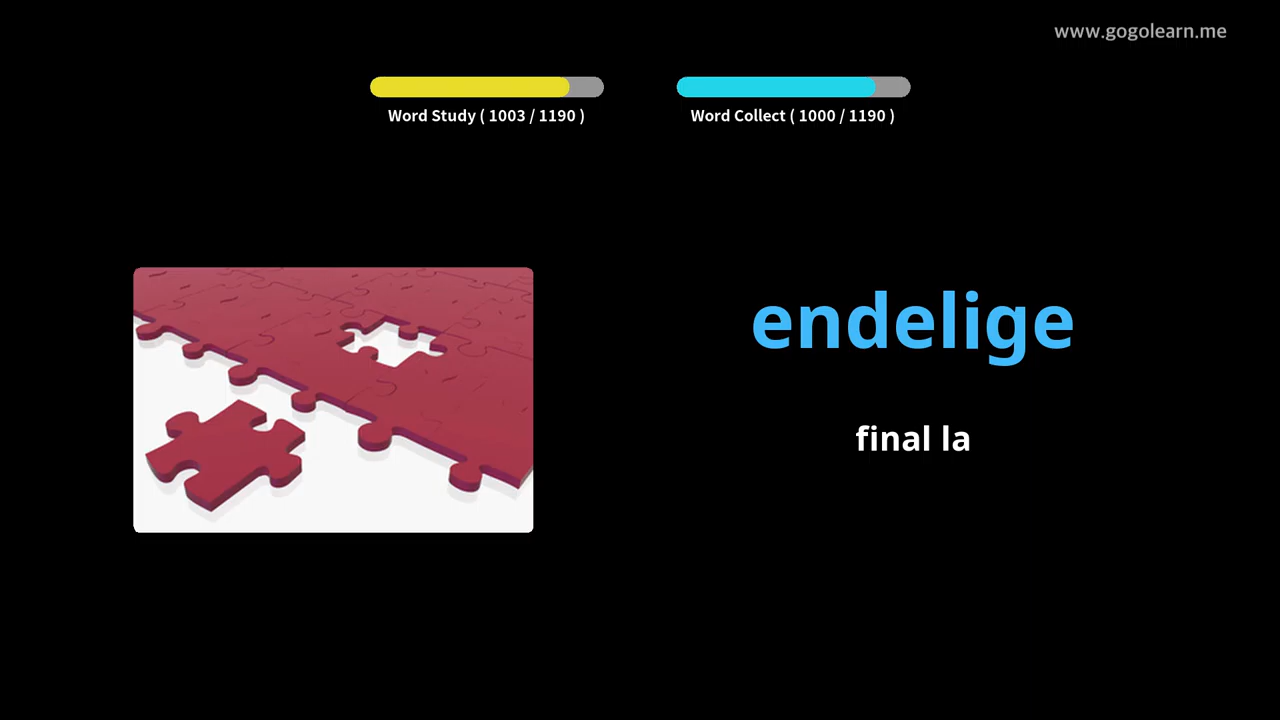 www.gogolearn.me
Word Study ( 1003 / 1190 )
Word Collect ( 1000 / 1190 )
endelige
final la